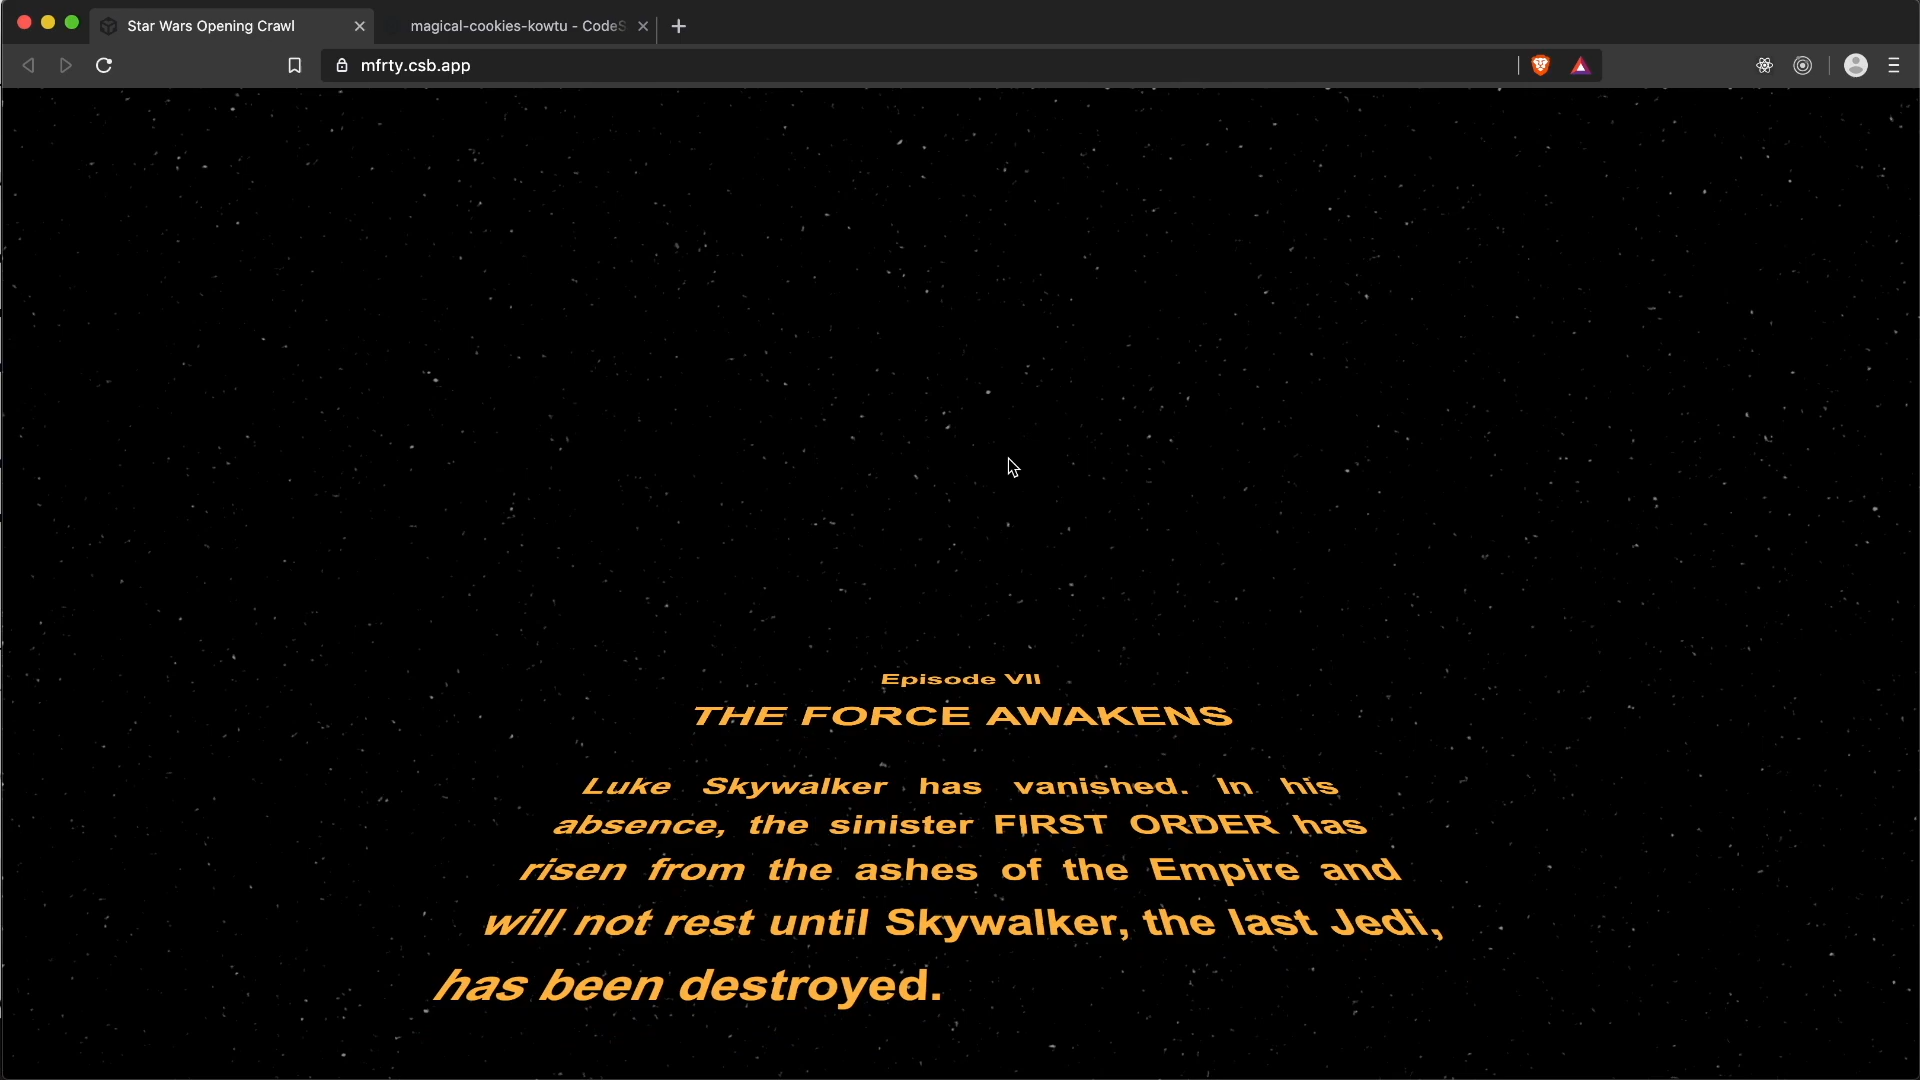 Star Wars Opening Crawl
magical-cookies-kowtu - CodeS
mfrty.csb.app
Episode VII
THE FORCE AWAKENS
Luke Skywalker has vanished. In his
absence, the sinister FIRST ORDER has
risen from the ashes of the Empire and
will not rest until Skywalker, the last Jedi,
has been destroyed.